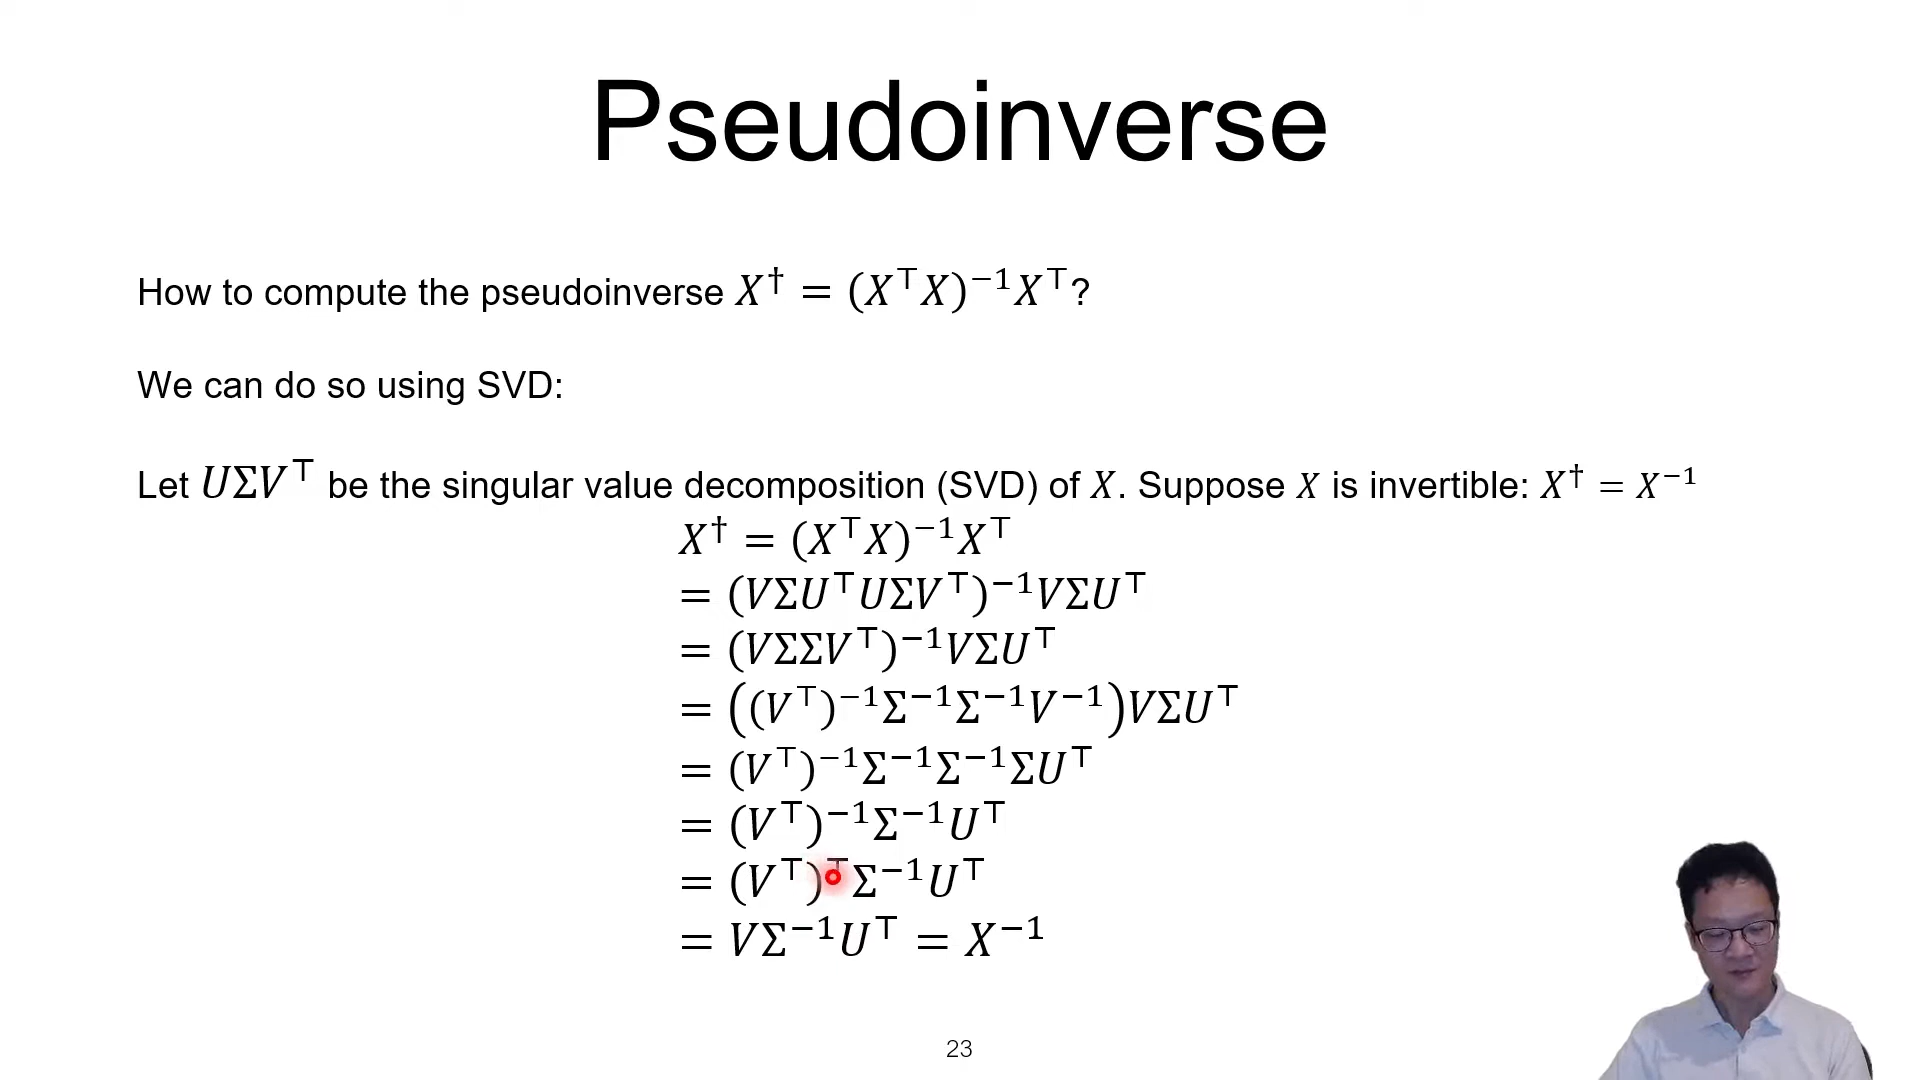 Pseudoinverse
How to compute the pseudoinverse X† = (X⊤X)⁻¹X⊤?
We can do so using SVD:
Let UΣV⊤ be the singular value decomposition (SVD) of X. Suppose X is invertible: X† = X⁻¹
X† = (X⊤X)⁻¹X⊤
= (VΣU⊤UΣV⊤)⁻¹VΣU⊤
= (VΣΣV⊤)⁻¹VΣU⊤
= ((V⊤)⁻¹Σ⁻¹Σ⁻¹V⁻¹)VΣU⊤
= (V⊤)⁻¹Σ⁻¹Σ⁻¹ΣU⊤
= (V⊤)⁻¹Σ⁻¹U⊤
= (V⊤)⊤Σ⁻¹U⊤
= VΣ⁻¹U⊤ = X⁻¹
23